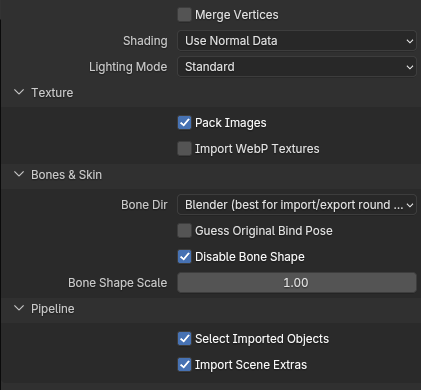 Merge Vertices
Shading Use Normal Data
Lighting Mode Standard
Texture
Pack Images
Import WebP Textures
Bones & Skin
Bone Dir Blender (best for import/export round ...
Guess Original Bind Pose
Disable Bone Shape
Bone Shape Scale 1.00
Pipeline
Select Imported Objects
Import Scene Extras